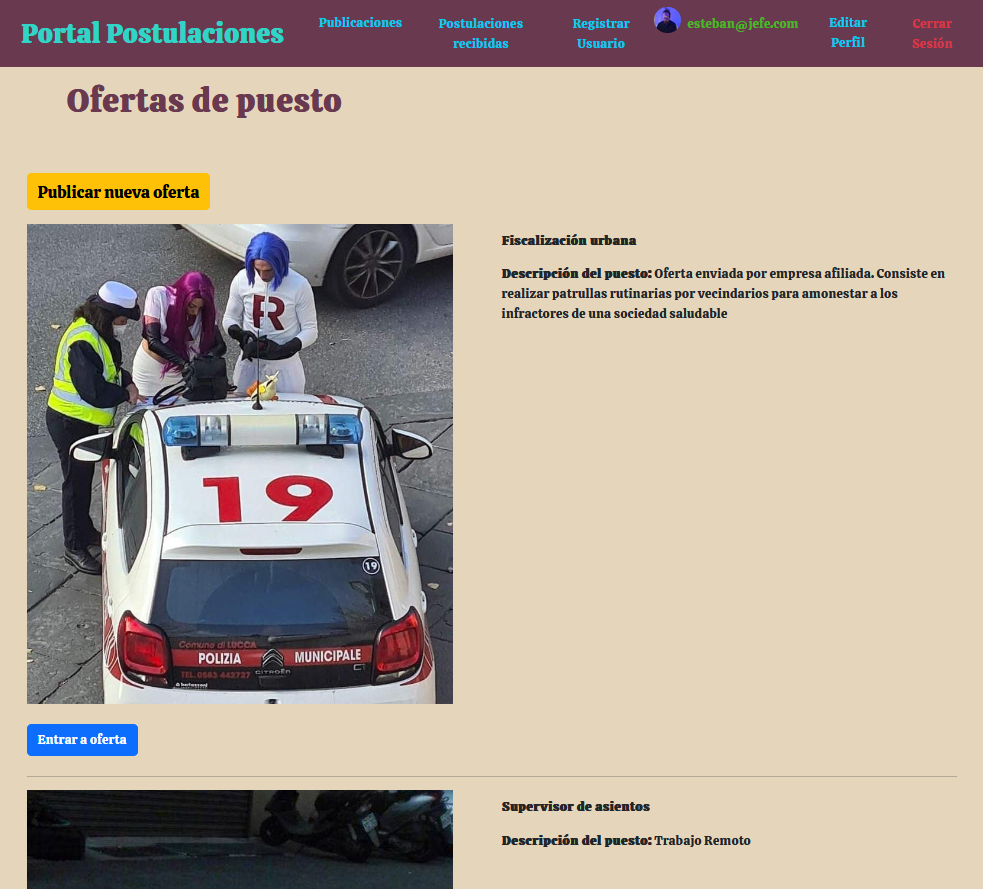 Portal Postulaciones
Publicaciones
Postulaciones
recibidas
Registrar
Usuario
esteban@jefe.com
Editar
Perfil
Cerrar
Sesión
Ofertas de puesto
Publicar nueva oferta
Fiscalización urbana
Descripción del puesto: Oferta enviada por empresa afiliada. Consiste en
realizar patrullas rutinarias por vecindarios para amonestar a los
infractores de una sociedad saludable
R
19
19
Comune di LUCCA
POLIZIA MUNICIPALE
CITROËN
TEL.0583 442727
C1
Entrar a oferta
Supervisor de asientos
Descripción del puesto: Trabajo Remoto